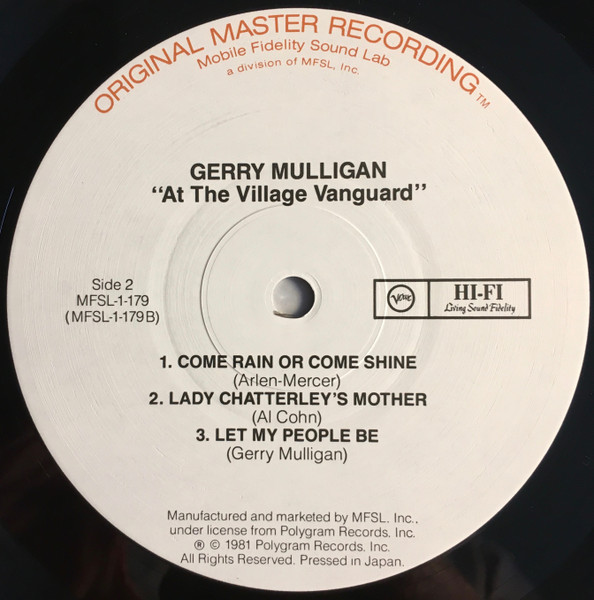 ORIGINAL MASTER RECORDING™
Mobile Fidelity Sound Lab
a division of MFSL, Inc.
GERRY MULLIGAN
"At The Village Vanguard"
Side 2
MFSL-1-179
(MFSL-1-179B)
Verve
HI-FI
Living Sound Fidelity
1. COME RAIN OR COME SHINE
(Arlen-Mercer)
2. LADY CHATTERLEY'S MOTHER
(Al Cohn)
3. LET MY PEOPLE BE
(Gerry Mulligan)
Manufactured and marketed by MFSL. Inc.,
under license from Polygram Records, Inc.
® © 1981 Polygram Records. Inc.
All Rights Reserved. Pressed in Japan.